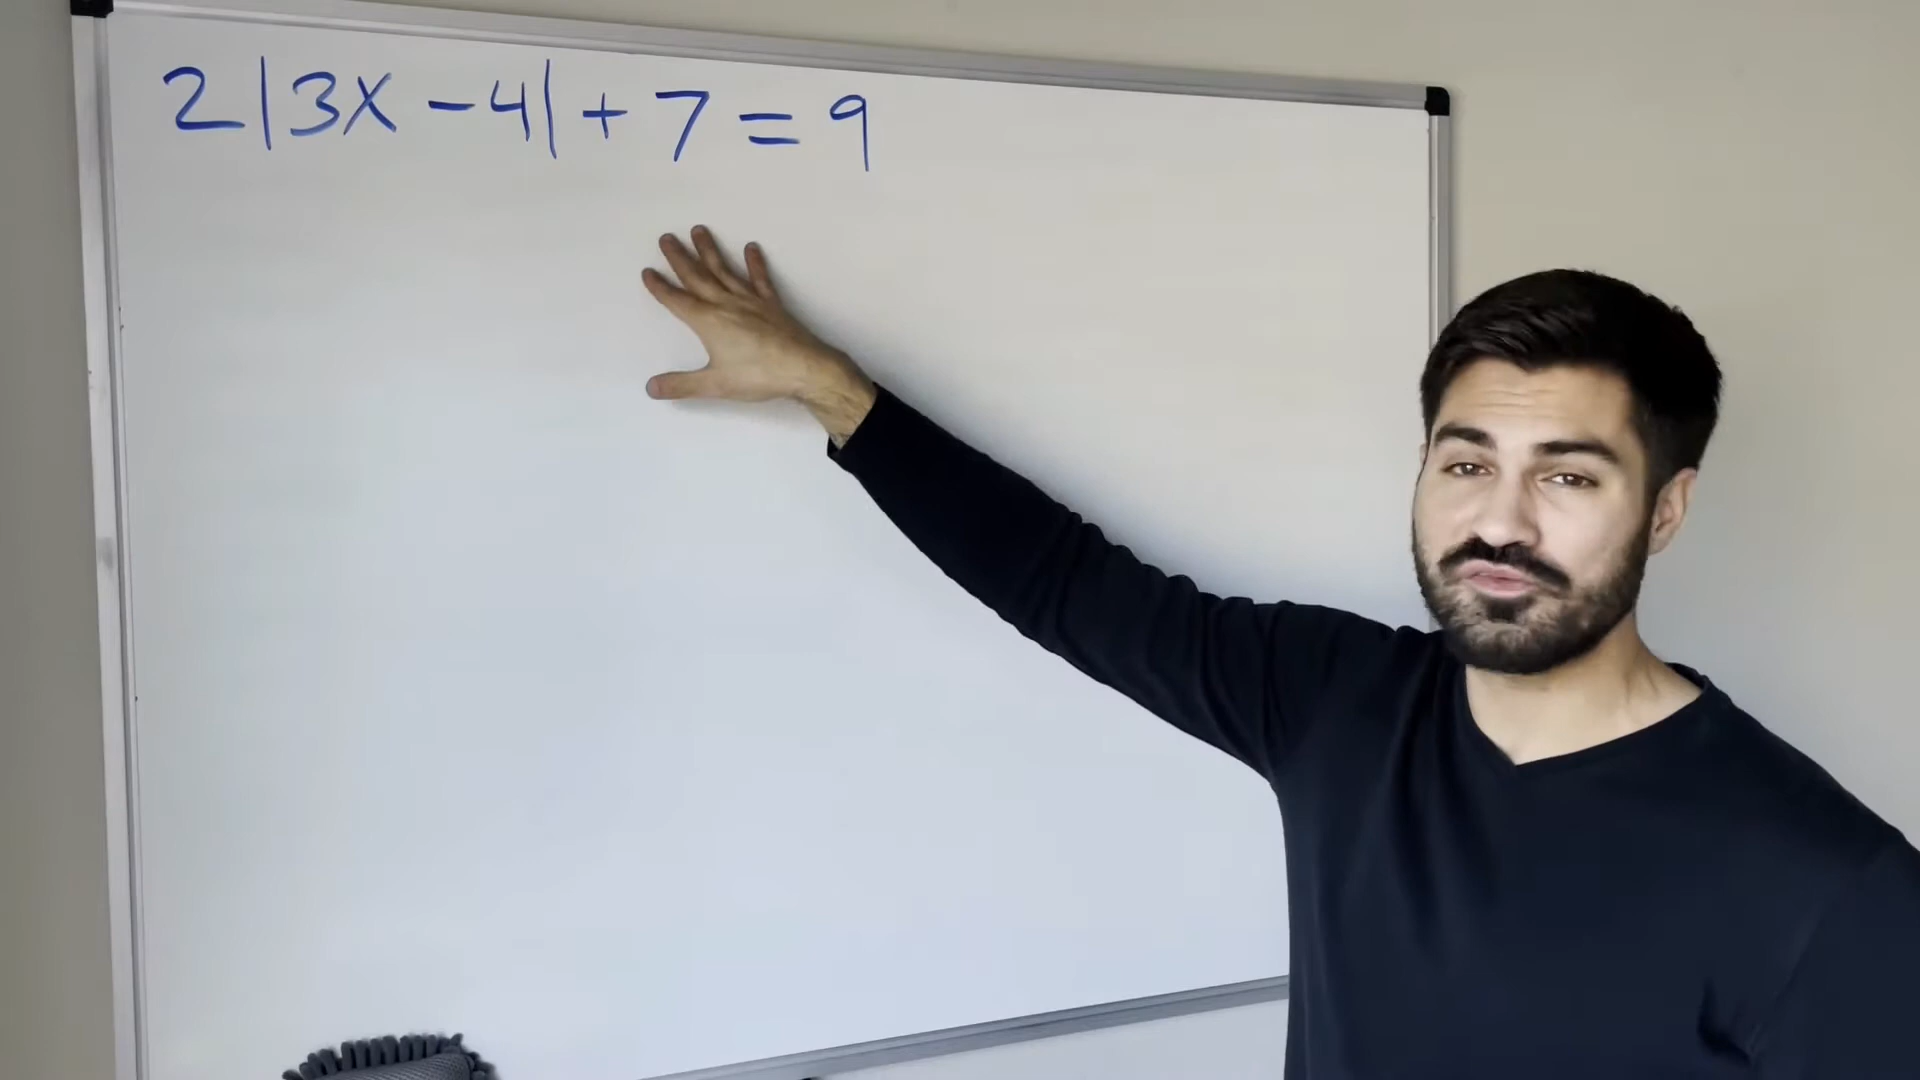 2|3x - 4| + 7 = 9